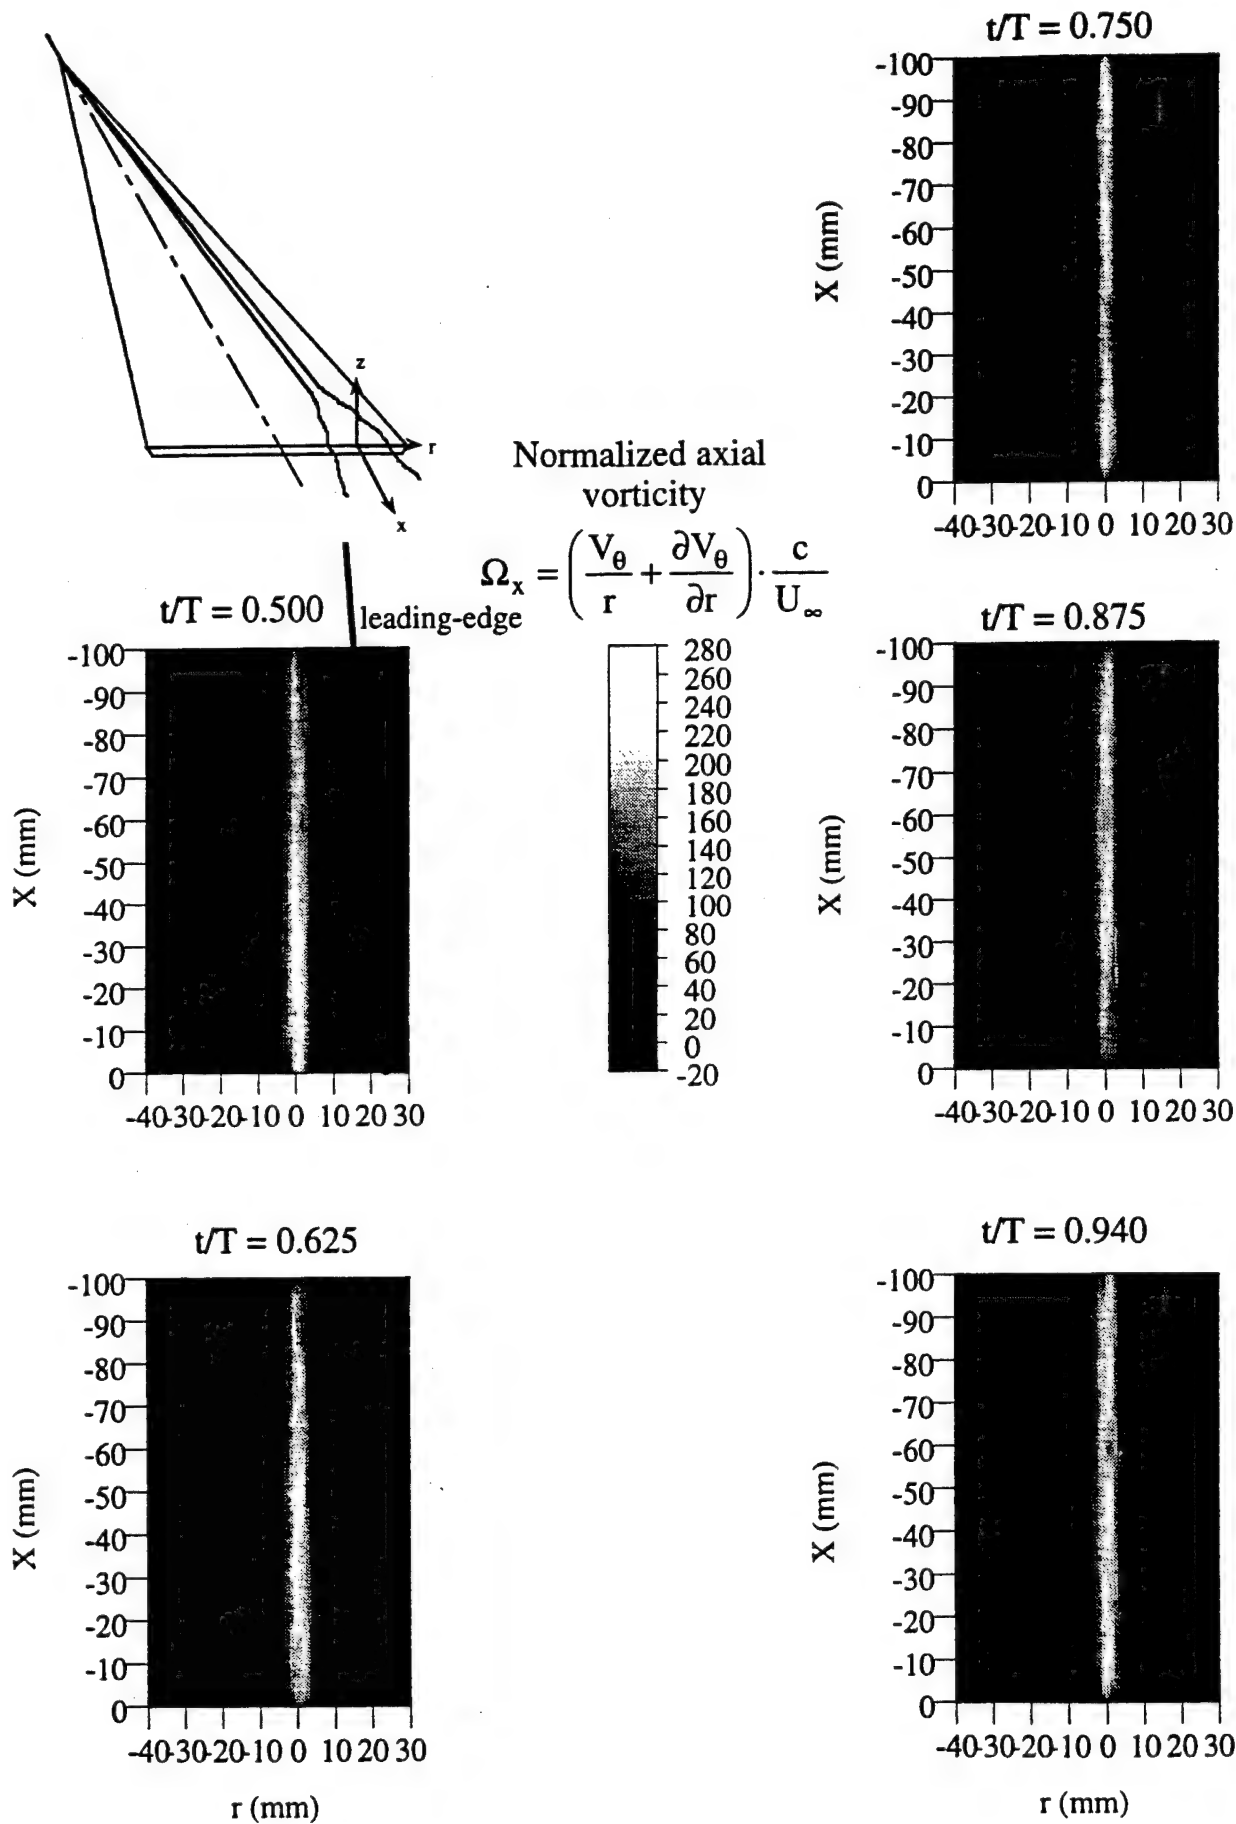 z
r
x
Normalized axial
vorticity
Ωx = (Vθ/r + ∂Vθ/∂r) · c/U∞
leading-edge
280
260
240
220
200
180
160
140
120
100
80
60
40
20
0
-20
t/T = 0.500
X (mm)
-100
-90
-80
-70
-60
-50
-40
-30
-20
-10
0
-40-30-20-10 0 10 20 30
t/T = 0.625
X (mm)
-100
-90
-80
-70
-60
-50
-40
-30
-20
-10
0
-40-30-20-10 0 10 20 30
r (mm)
t/T = 0.750
X (mm)
-100
-90
-80
-70
-60
-50
-40
-30
-20
-10
0
-40-30-20-10 0 10 20 30
t/T = 0.875
X (mm)
-100
-90
-80
-70
-60
-50
-40
-30
-20
-10
0
-40-30-20-10 0 10 20 30
t/T = 0.940
X (mm)
-100
-90
-80
-70
-60
-50
-40
-30
-20
-10
0
-40-30-20-10 0 10 20 30
r (mm)